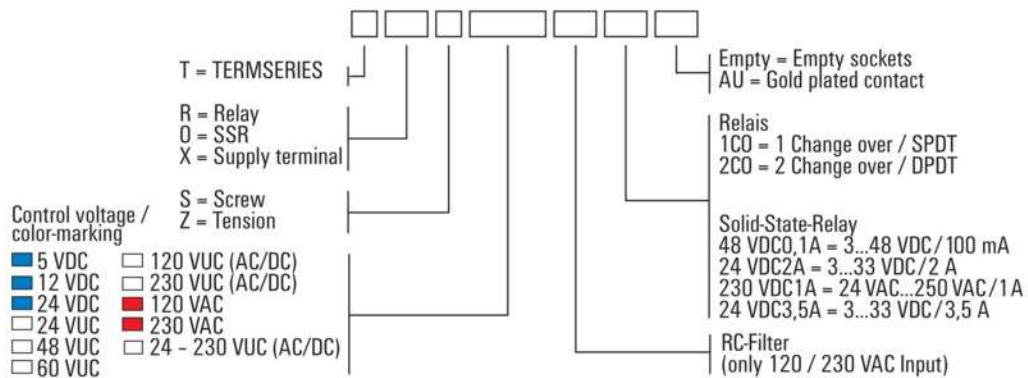 T = TERMSERIES
R = Relay
O = SSR
X = Supply terminal
S = Screw
Z = Tension
Control voltage /
color-marking
5 VDC
12 VDC
24 VDC
24 VUC
48 VUC
60 VUC
120 VUC (AC/DC)
230 VUC (AC/DC)
120 VAC
230 VAC
24 – 230 VUC (AC/DC)
Empty = Empty sockets
AU = Gold plated contact
Relais
1CO = 1 Change over / SPDT
2CO = 2 Change over / DPDT
Solid-State-Relay
48 VDC0,1A = 3...48 VDC/100 mA
24 VDC2A = 3...33 VDC/2 A
230 VDC1A = 24 VAC...250 VAC/1A
24 VDC3,5A = 3...33 VDC/3,5 A
RC-Filter
(only 120 / 230 VAC Input)